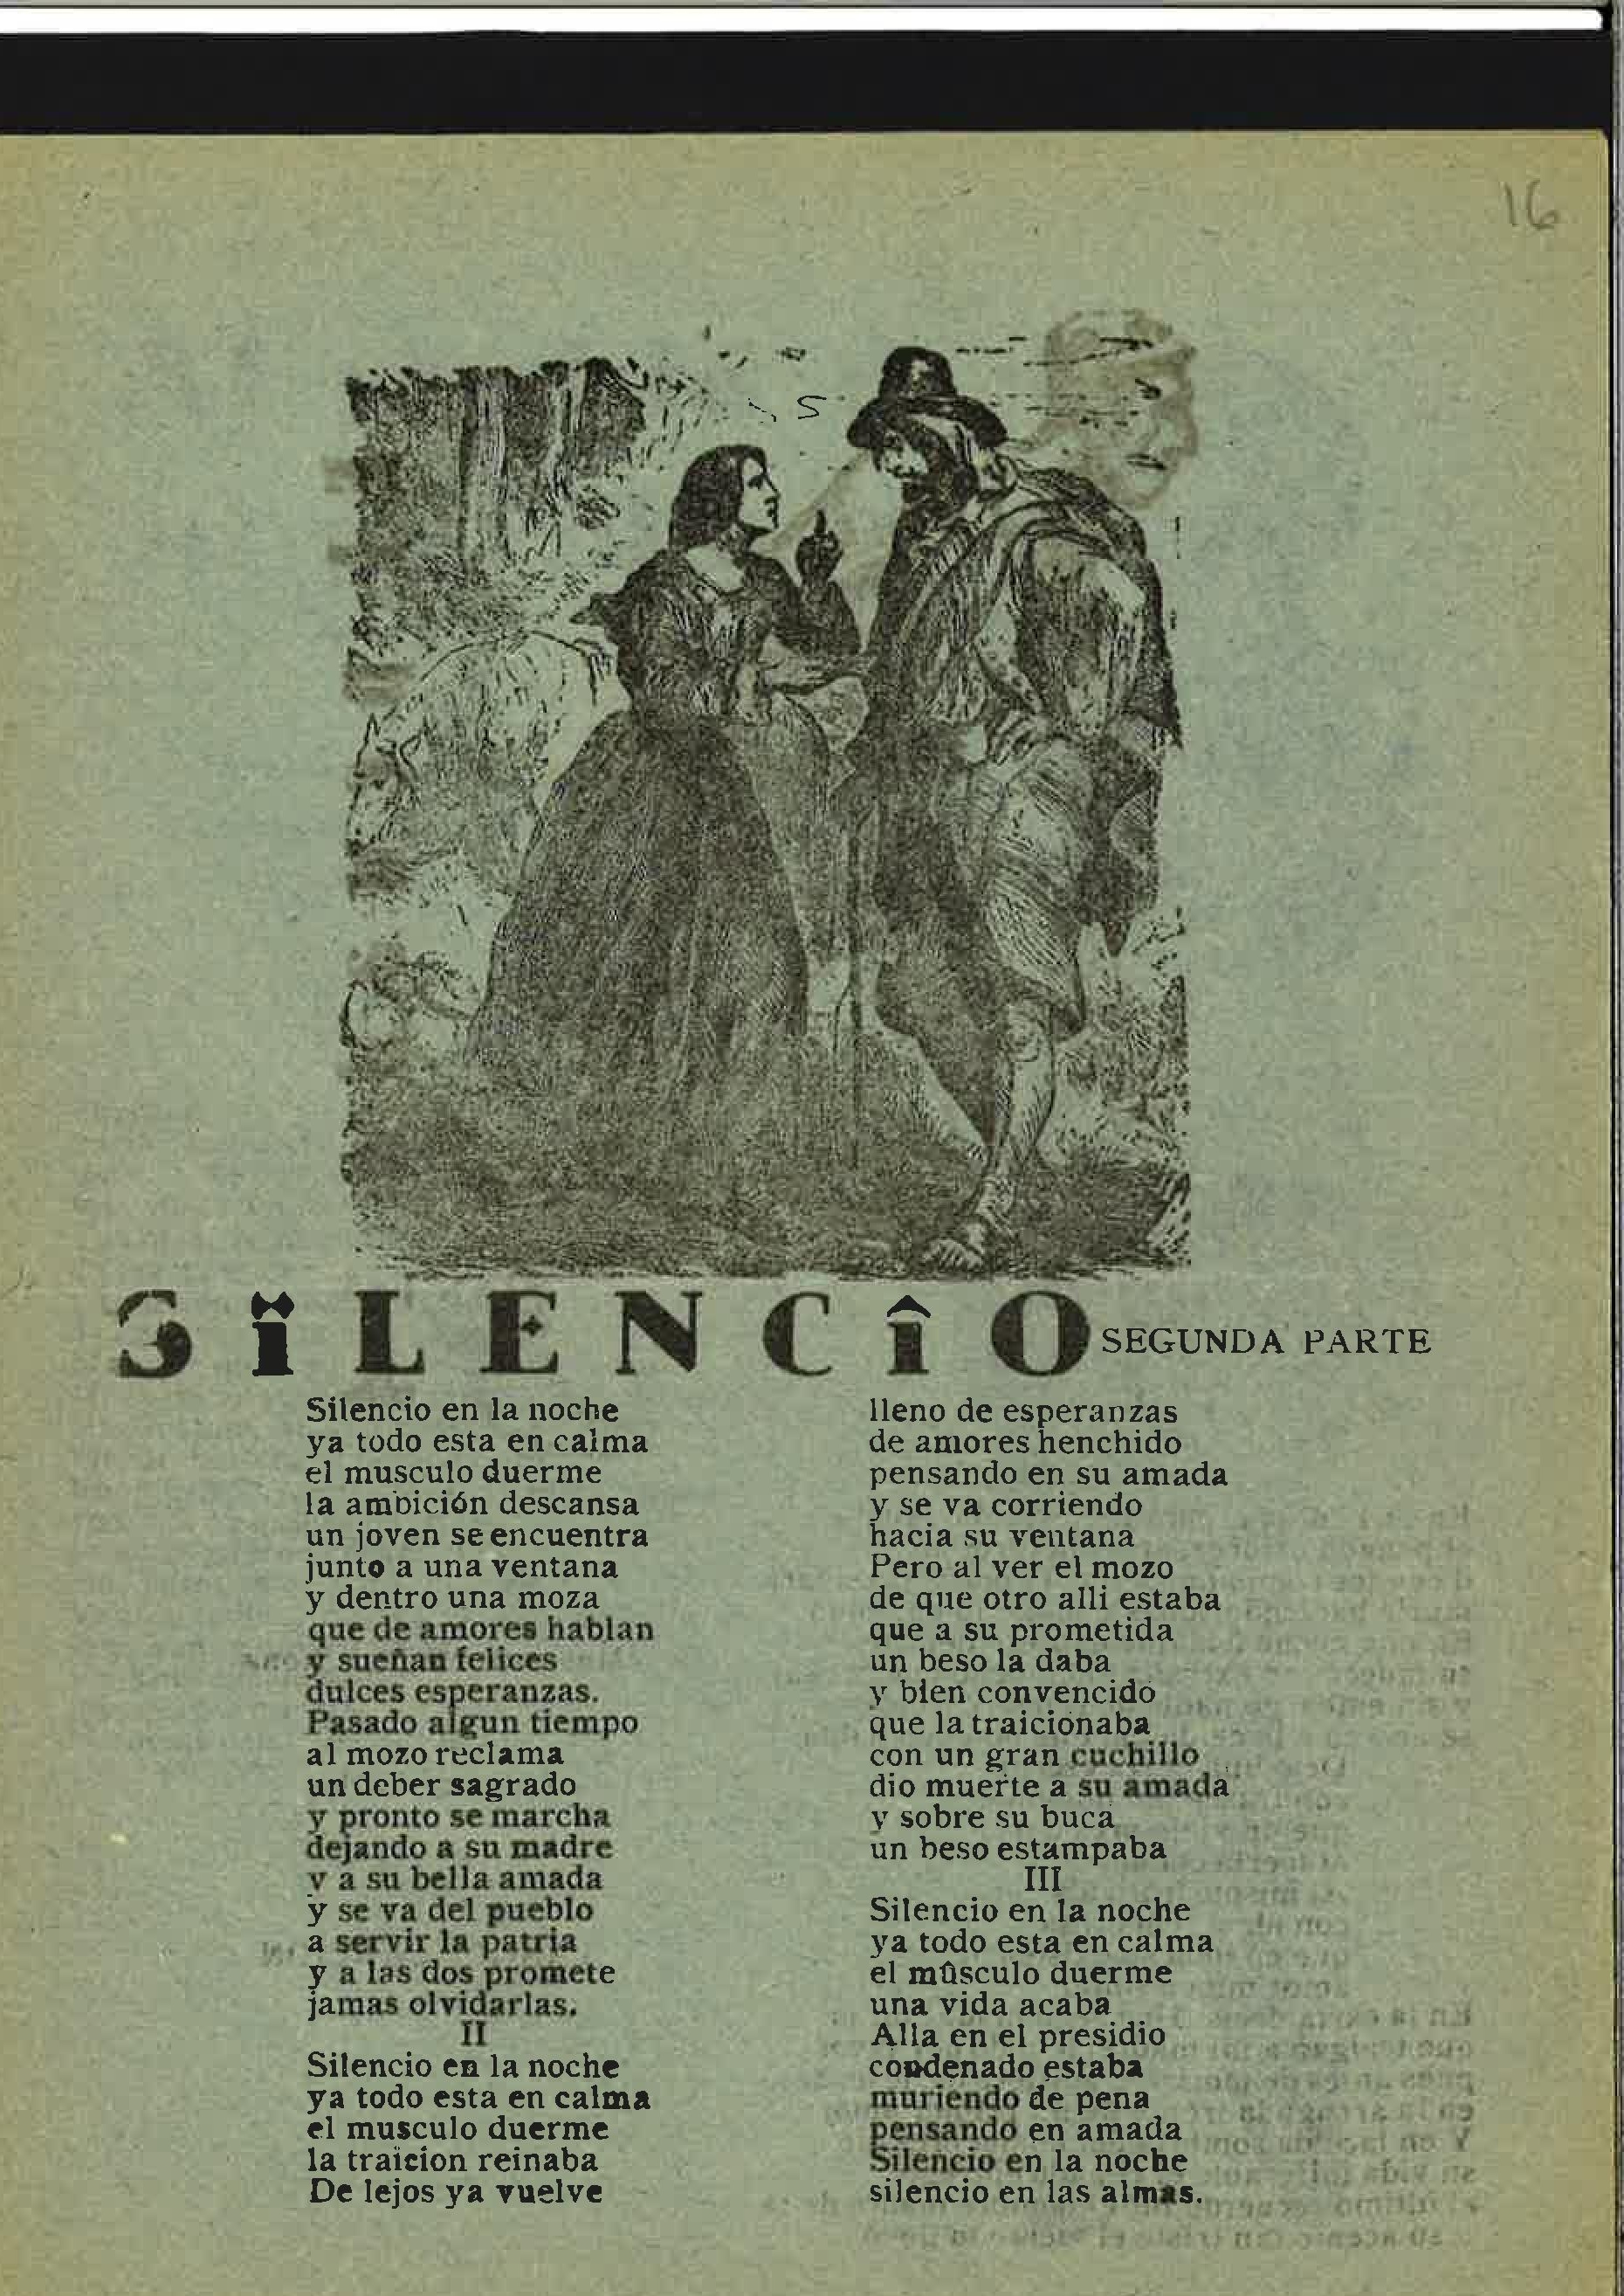 16
SiLENCîO SEGUNDA PARTE
Silencio en la noche
ya todo esta en calma
el musculo duerme
la ambición descansa
un joven se encuentra
junto a una ventana
y dentro una moza
que de amores hablan
y sueñan felices
dulces esperanzas.
Pasado algun tiempo
al mozo reclama
un deber sagrado
y pronto se marcha
dejando a su madre
y a su bella amada
y se va del pueblo
a servir la patria
y a las dos promete
jamas olvidarlas.
II
Silencio en la noche
ya todo esta en calma
el musculo duerme
la traicion reinaba
De lejos ya vuelve
lleno de esperanzas
de amores henchido
pensando en su amada
y se va corriendo
hacia su ventana
Pero al ver el mozo
de que otro alli estaba
que a su prometida
un beso la daba
y bien convencido
que la traicionaba
con un gran cuchillo
dio muerte a su amada
y sobre su buca
un beso estampaba
III
Silencio en la noche
ya todo esta en calma
el mûsculo duerme
una vida acaba
Alla en el presidio
condenado estaba
muriendo de pena
pensando en amada
Silencio en la noche
silencio en las almas.